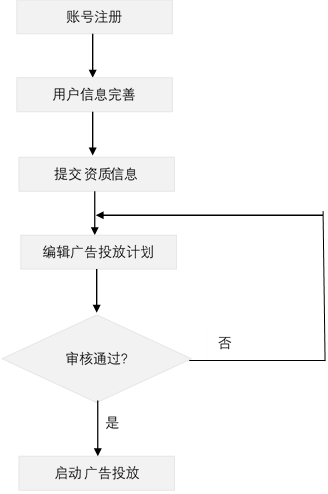 账号注册
用户信息完善
提交资质信息
编辑广告投放计划
审核通过?
否
是
启动广告投放